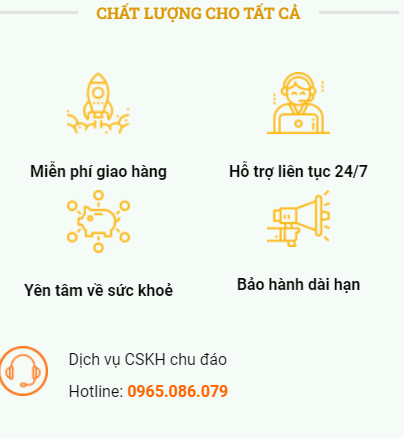 CHẤT LƯỢNG CHO TẤT CẢ
Miễn phí giao hàng
Hỗ trợ liên tục 24/7
Yên tâm về sức khoẻ
Bảo hành dài hạn
Dịch vụ CSKH chu đáo
Hotline: 0965.086.079